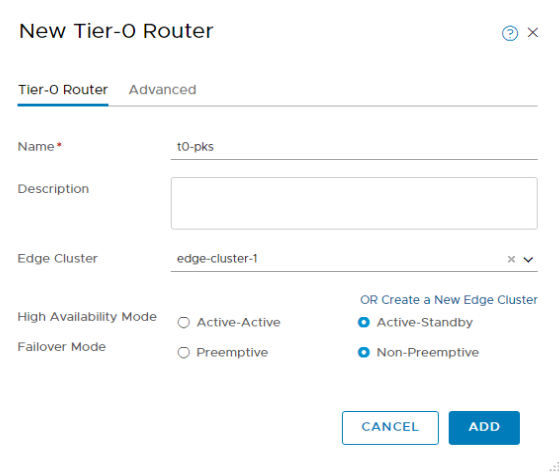 New Tier-0 Router
Tier-0 Router Advanced
Name*
t0-pks
Description
Edge Cluster
edge-cluster-1
OR Create a New Edge Cluster
High Availability Mode
Active-Active
Active-Standby
Failover Mode
Preemptive
Non-Preemptive
CANCEL
ADD